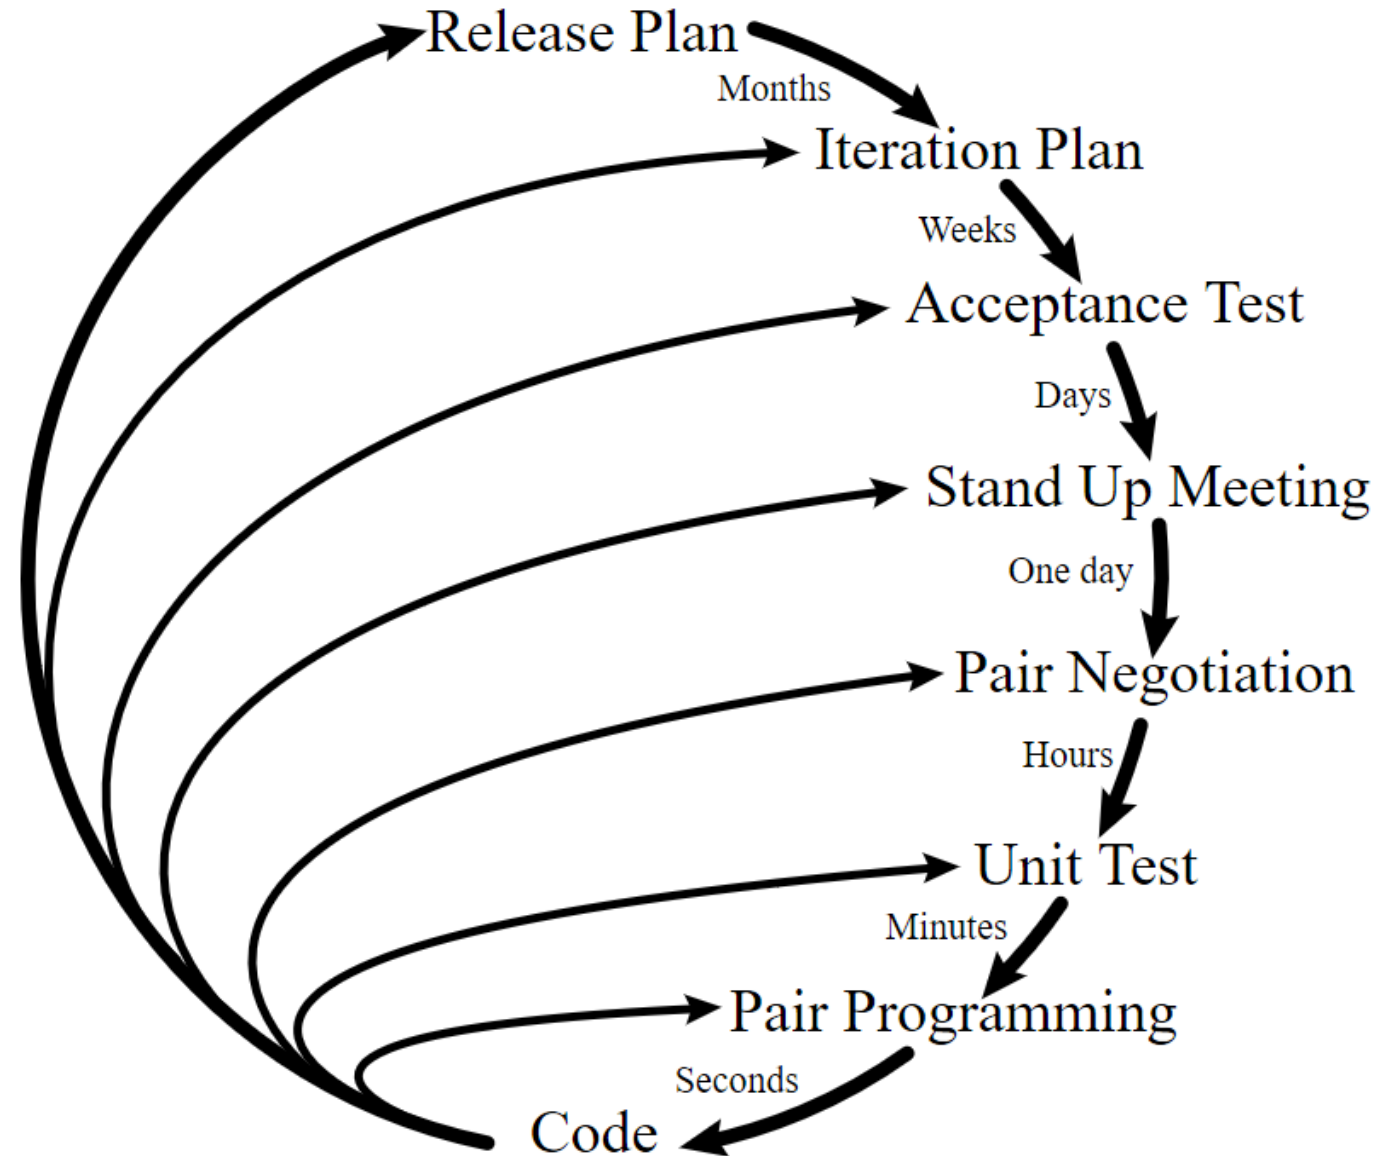 Release Plan
Months
Iteration Plan
Weeks
Acceptance Test
Days
Stand Up Meeting
One day
Pair Negotiation
Hours
Unit Test
Minutes
Pair Programming
Seconds
Code